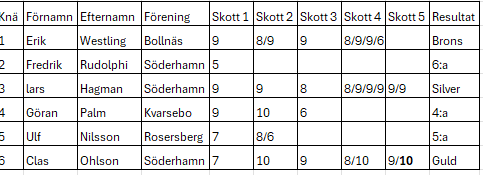 Knä Förnamn Efternamn Förening Skott 1 Skott 2 Skott 3 Skott 4 Skott 5 Resultat
1 Erik Westling Bollnäs 9 8/9 9 8/9/9/6 Brons
2 Fredrik Rudolphi Söderhamn 5 6:a
3 lars Hagman Söderhamn 9 9 8 8/9/9/9 9/9 Silver
4 Göran Palm Kvarsebo 9 10 6 4:a
5 Ulf Nilsson Rosersberg 7 8/6 5:a
6 Clas Ohlson Söderhamn 7 10 9 8/10 9/10 Guld